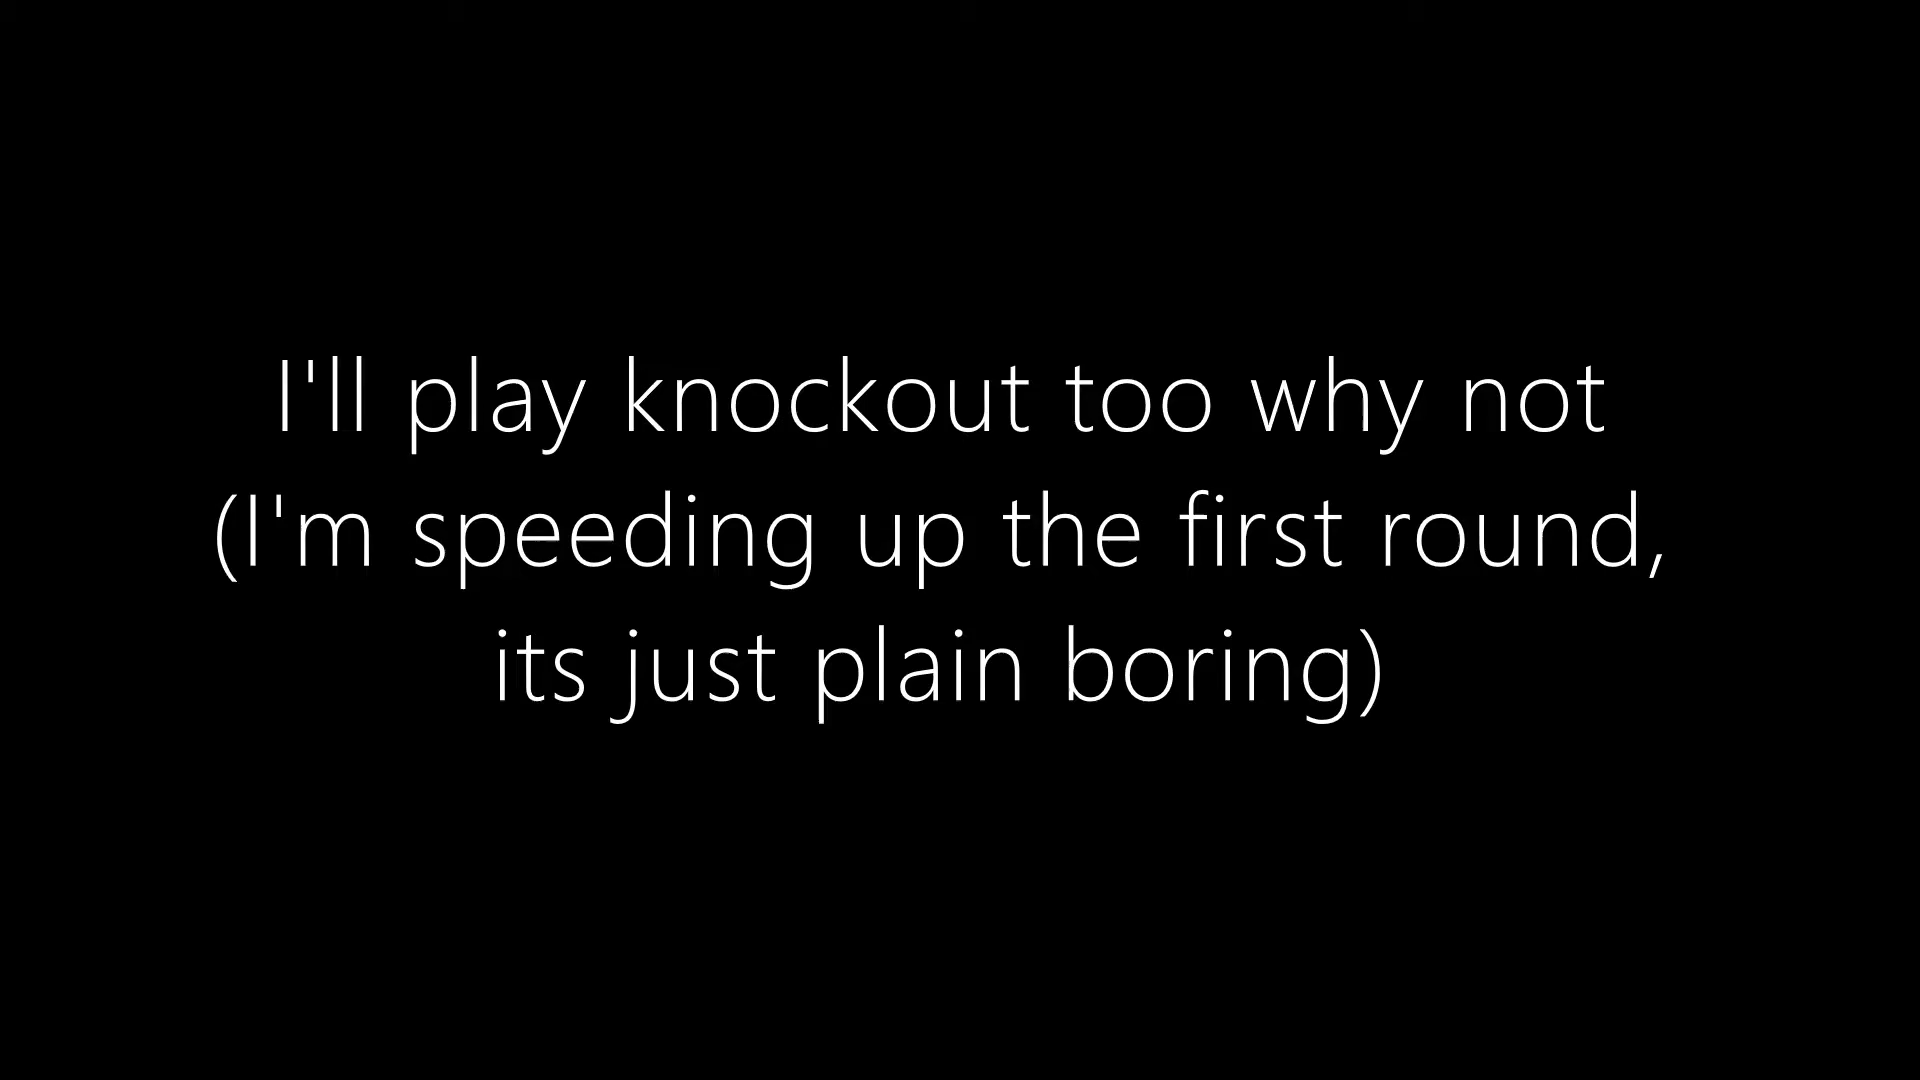 I'll play knockout too why not
(I'm speeding up the first round,
its just plain boring)